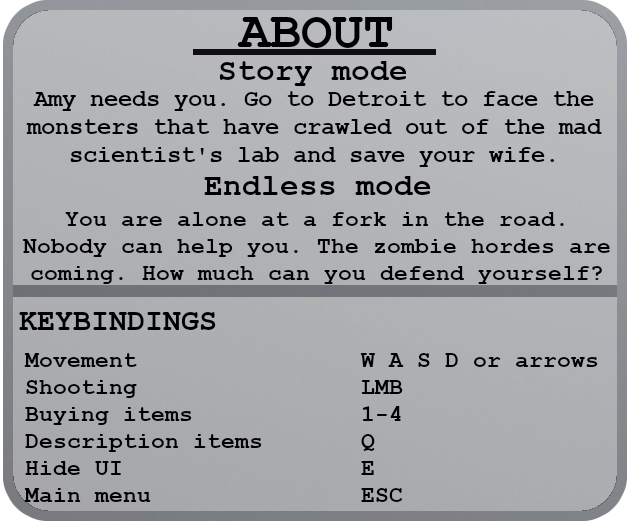 ABOUT
Story mode
Amy needs you. Go to Detroit to face the
monsters that have crawled out of the mad
scientist's lab and save your wife.
Endless mode
You are alone at a fork in the road.
Nobody can help you. The zombie hordes are
coming. How much can you defend yourself?
KEYBINDINGS
Movement W A S D or arrows
Shooting LMB
Buying items 1-4
Description items Q
Hide UI E
Main menu ESC